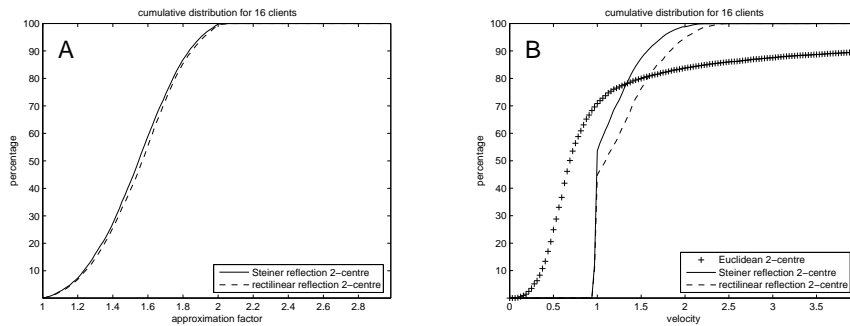 cumulative distribution for 16 clients
A
100
90
80
70
60
50
40
30
20
10
percentage
1 1.2 1.4 1.6 1.8 2 2.2 2.4 2.6 2.8
approximation factor
Steiner reflection 2−centre
rectilinear reflection 2−centre
cumulative distribution for 16 clients
B
100
90
80
70
60
50
40
30
20
10
percentage
0 0.5 1 1.5 2 2.5 3 3.5
velocity
Euclidean 2−centre
Steiner reflection 2−centre
rectilinear reflection 2−centre